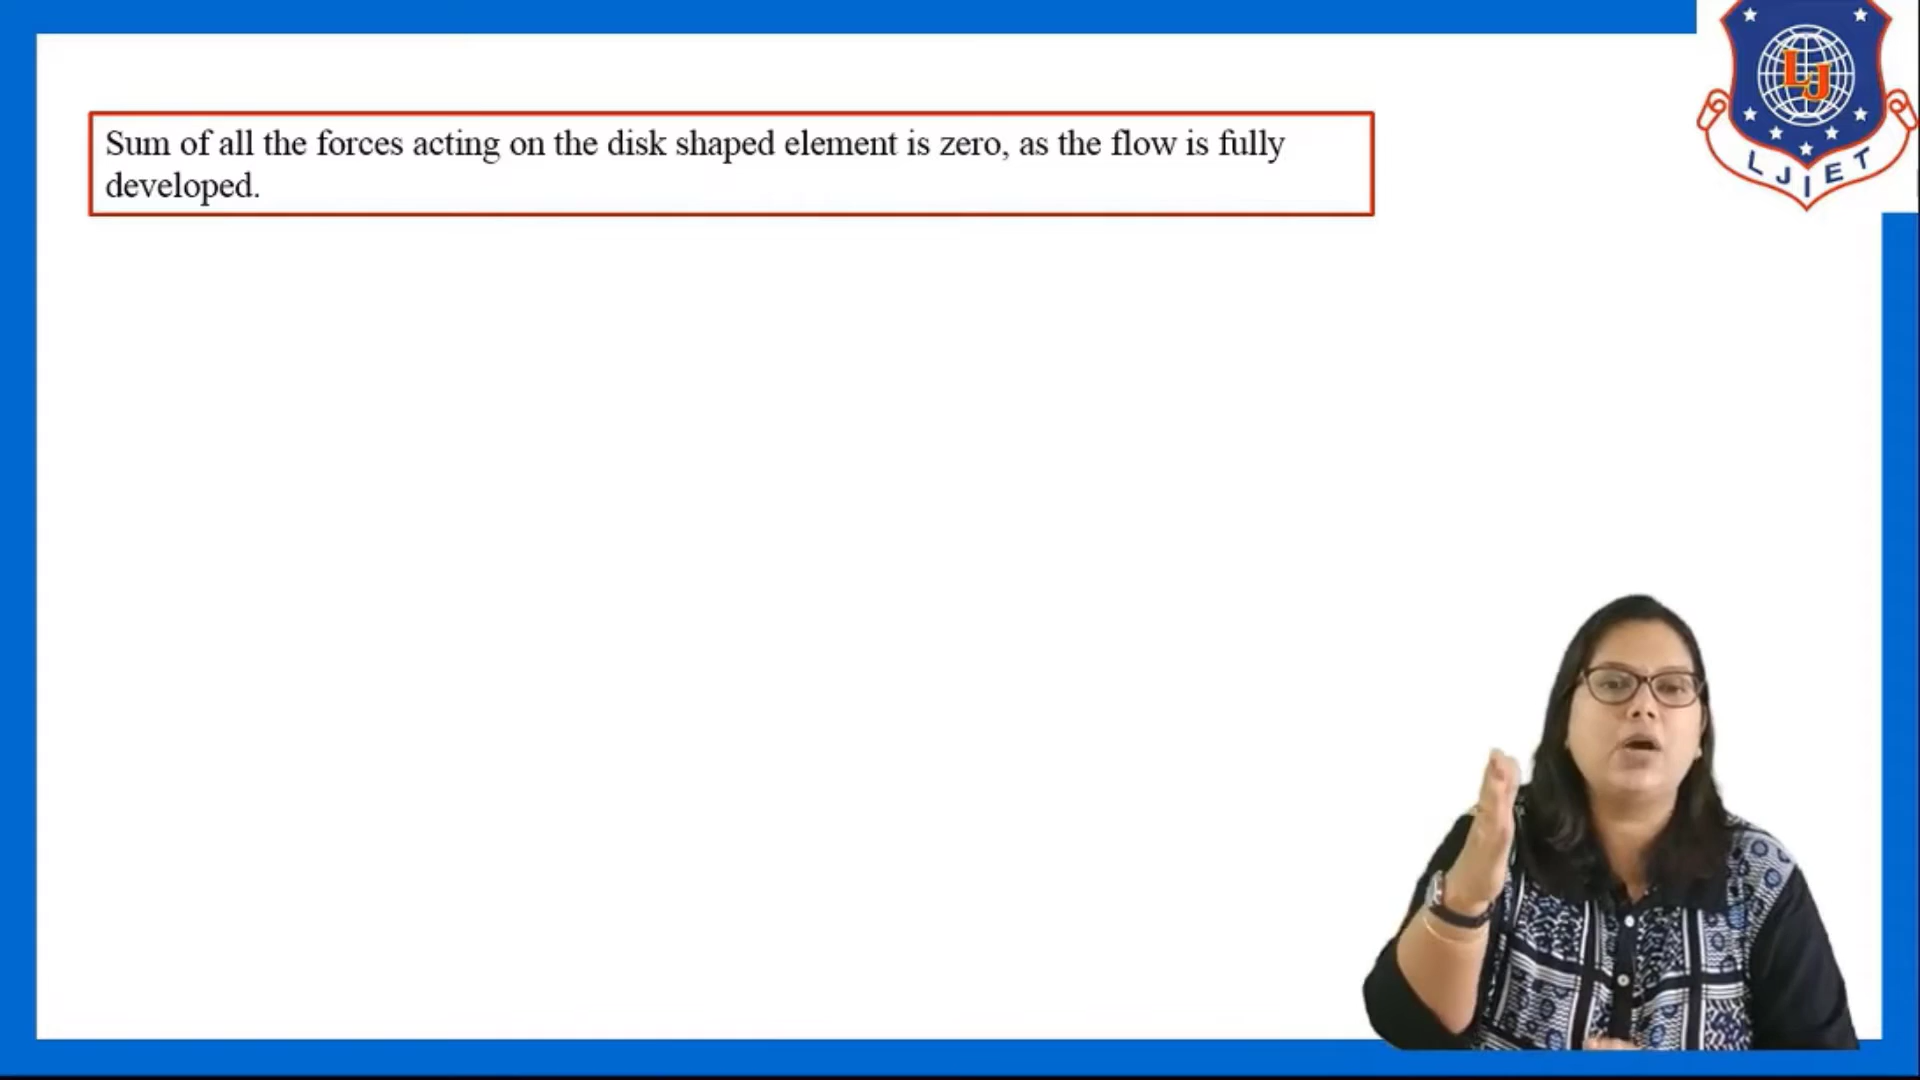 Sum of all the forces acting on the disk shaped element is zero, as the flow is fully
developed.
LJ
LJIET